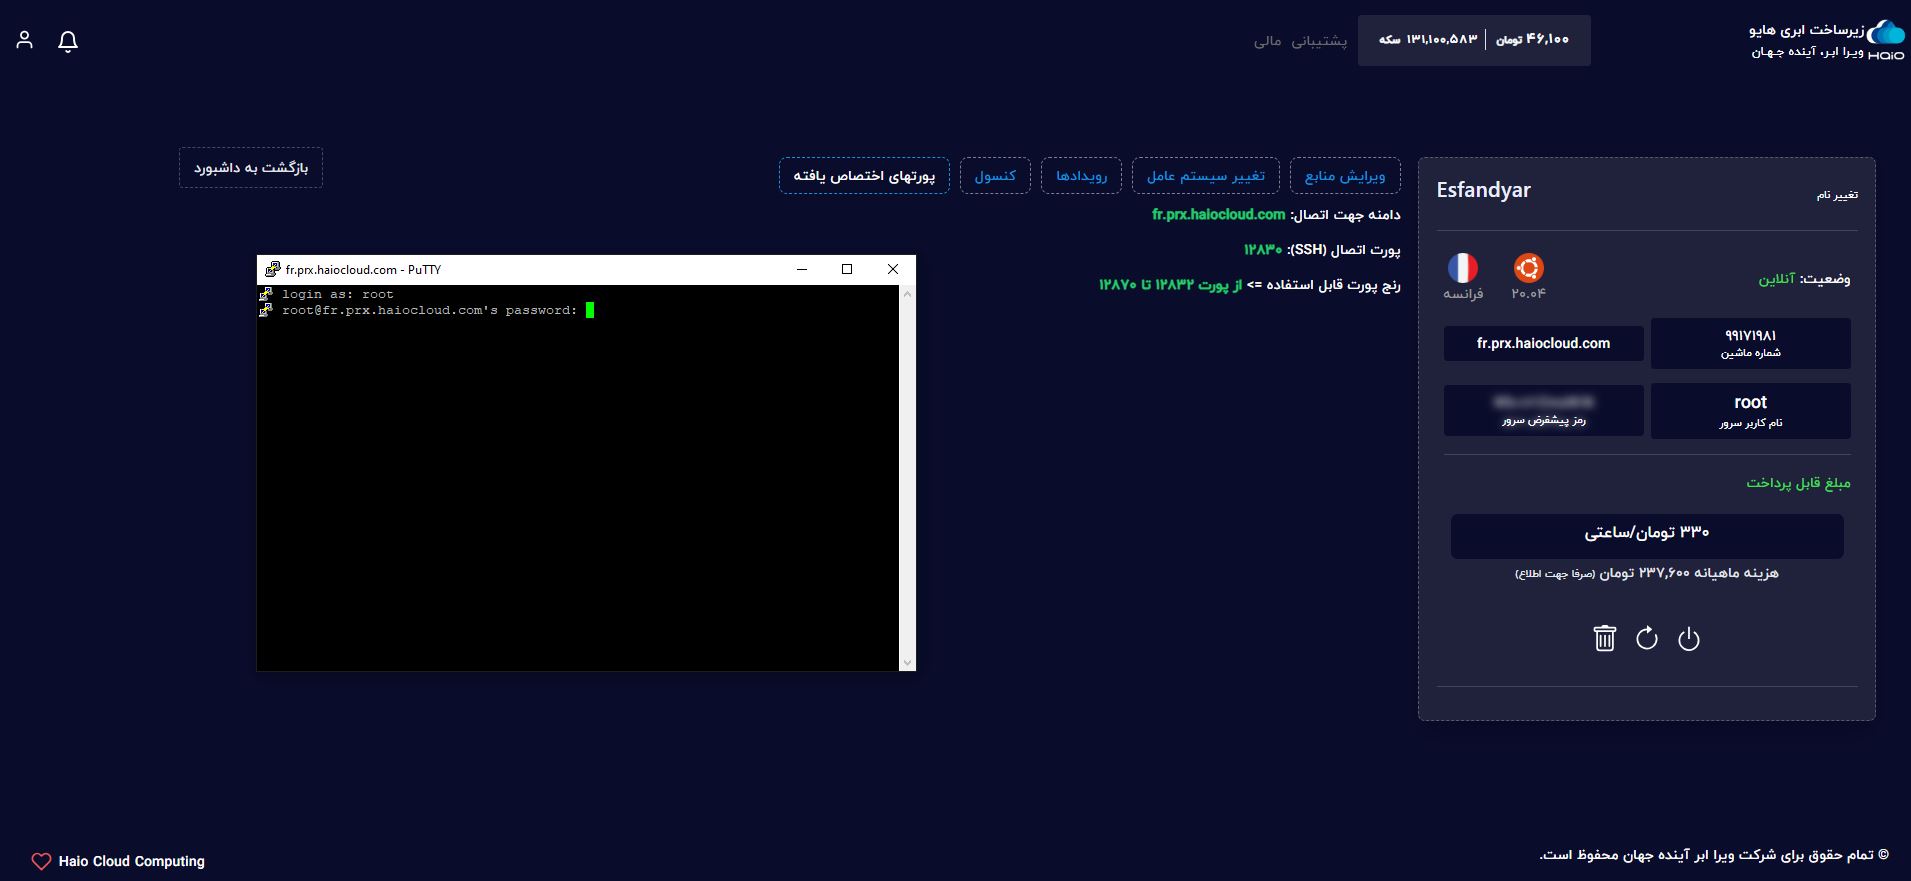 زیرساخت ابری هایو
ویرا ابر، آینده جهان
HAiO
۴۶,۱۰۰ تومان | ۱۳۱,۱۰۰,۵۸۳ سکه
پشتیبانی
مالی
تغییر نام
Esfandyar
وضعیت: آنلاین
۲۰.۰۴
فرانسه
۹۹۱۷۱۹۸۱
شماره ماشین
fr.prx.haiocloud.com
root
نام کاربر سرور
رمز پیشفرض سرور
مبلغ قابل پرداخت
۳۳۰ تومان/ساعتی
هزینه ماهیانه ۲۳۷,۶۰۰ تومان (صرفا جهت اطلاع)
ویرایش منابع
تغییر سیستم عامل
رویدادها
کنسول
پورتهای اختصاص یافته
بازگشت به داشبورد
دامنه جهت اتصال: fr.prx.haiocloud.com
پورت اتصال (SSH): ۱۲۸۳۰
رنج پورت قابل استفاده => از پورت ۱۲۸۳۲ تا ۱۲۸۷۰
fr.prx.haiocloud.com - PuTTY
login as: root
root@fr.prx.haiocloud.com's password:
© تمام حقوق برای شرکت ویرا ابر آینده جهان محفوظ است.
Haio Cloud Computing